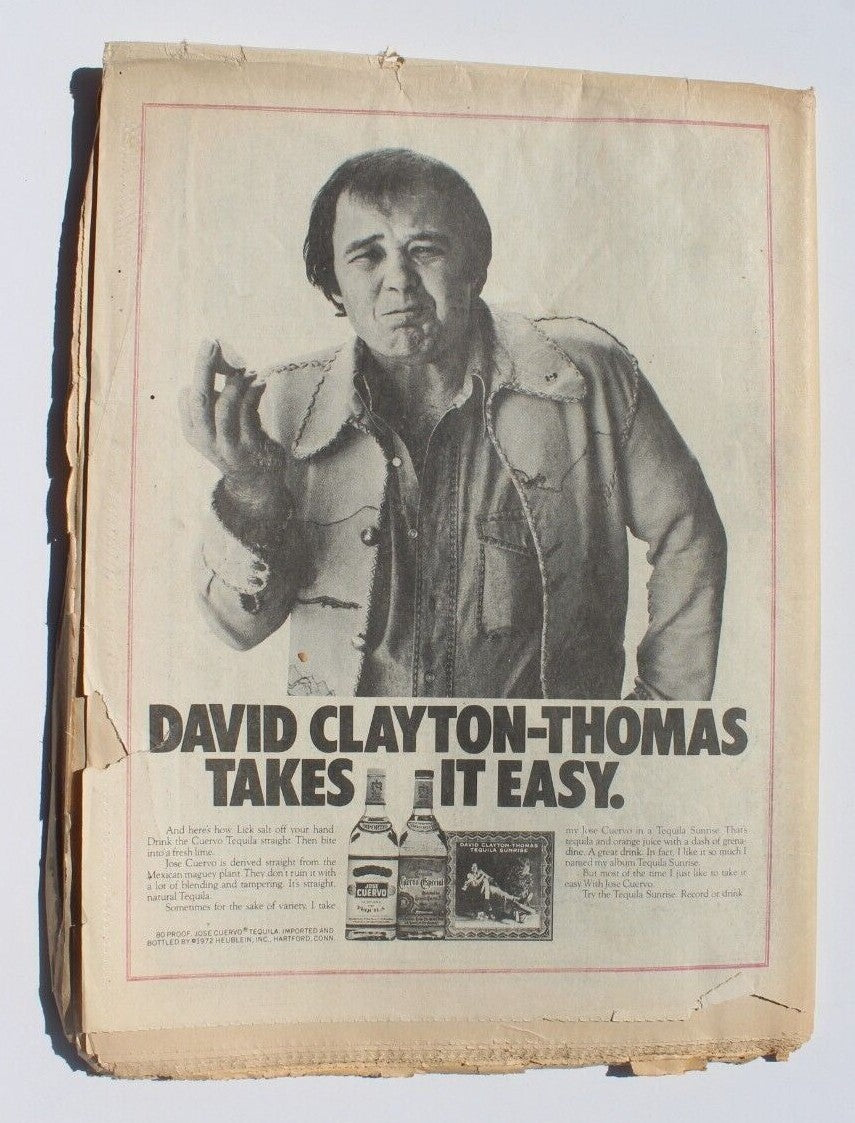 DAVID CLAYTON-THOMAS
TAKES IT EASY.
And here's how. Lick salt off your hand
Drink the Cuervo Tequila straight. Then bite
into a fresh lime.
Jose Cuervo is derived straight from the
Mexican maguey plant. They don't ruin it with
a lot of blending and tampering. It's straight,
natural Tequila.
Sometimes for the sake of variety, I take
80 PROOF. JOSE CUERVO® TEQUILA. IMPORTED AND
BOTTLED BY ©1972 HEUBLEIN, INC., HARTFORD, CONN.
JOSE
CUERVO
TEQUILA
Cuervo Especial
DAVID CLAYTON-THOMAS
TEQUILA SUNRISE
my Jose Cuervo in a Tequila Sunrise. That's
tequila and orange juice with a dash of grena-
dine. A great drink. In fact, I like it so much I
named my album Tequila Sunrise.
But most of the time I just like to take it
easy. With Jose Cuervo.
Try the Tequila Sunrise. Record or drink